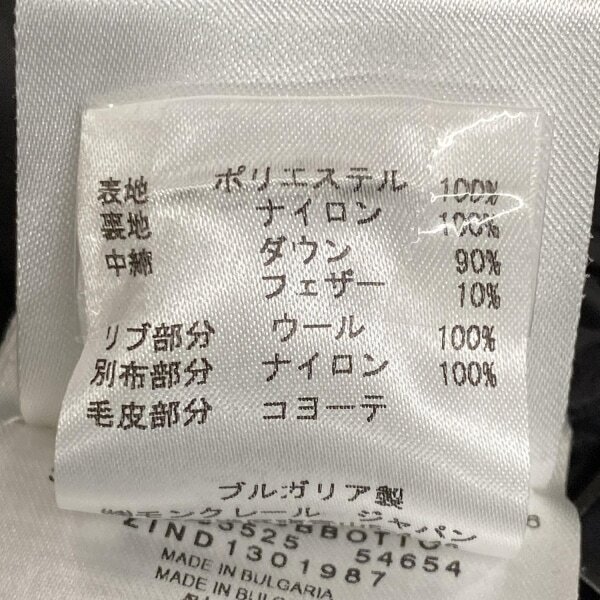 表地 ポリエステル 100%
裏地 ナイロン 100%
中綿 ダウン 90%
フェザー 10%
リブ部分 ウール 100%
別布部分 ナイロン 100%
毛皮部分 コヨーテ
ブルガリア製
モンクレール ジャパン
54654
ZIND1301987
MADE IN BULGARIA
MADE IN BULGARIA